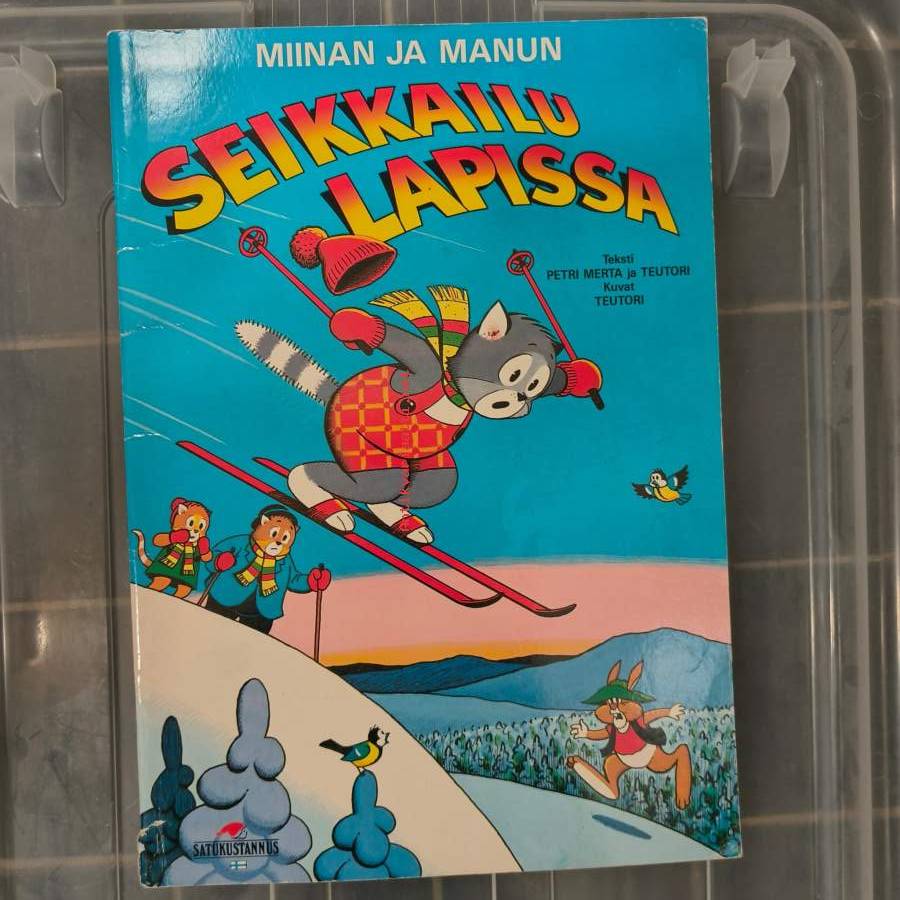 MIINAN JA MANUN
SEIKKAILU
LAPISSA
Teksti
PETRI MERTA ja TEUTORI
Kuvat
TEUTORI
SATUKUSTANNUS